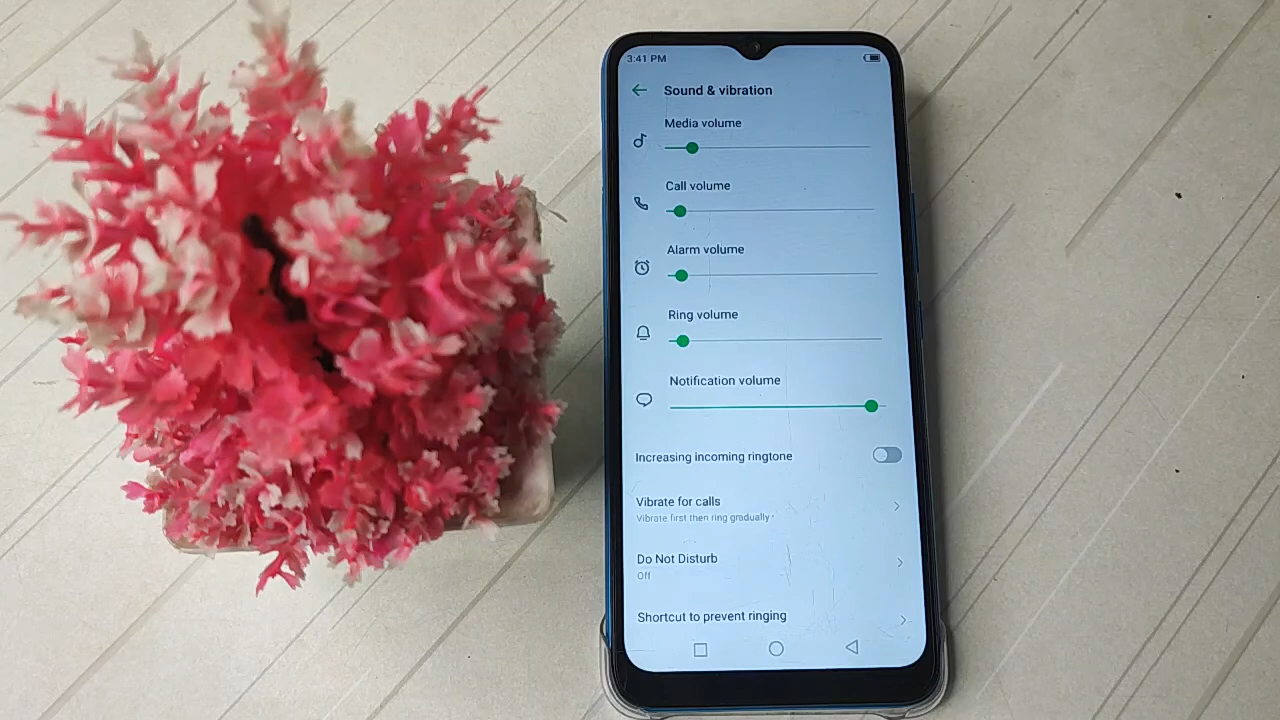 3:41 PM
Sound & vibration
Media volume
Call volume
Alarm volume
Ring volume
Notification volume
Increasing incoming ringtone
Vibrate for calls
Vibrate first then ring gradually
Do Not Disturb
Off
Shortcut to prevent ringing